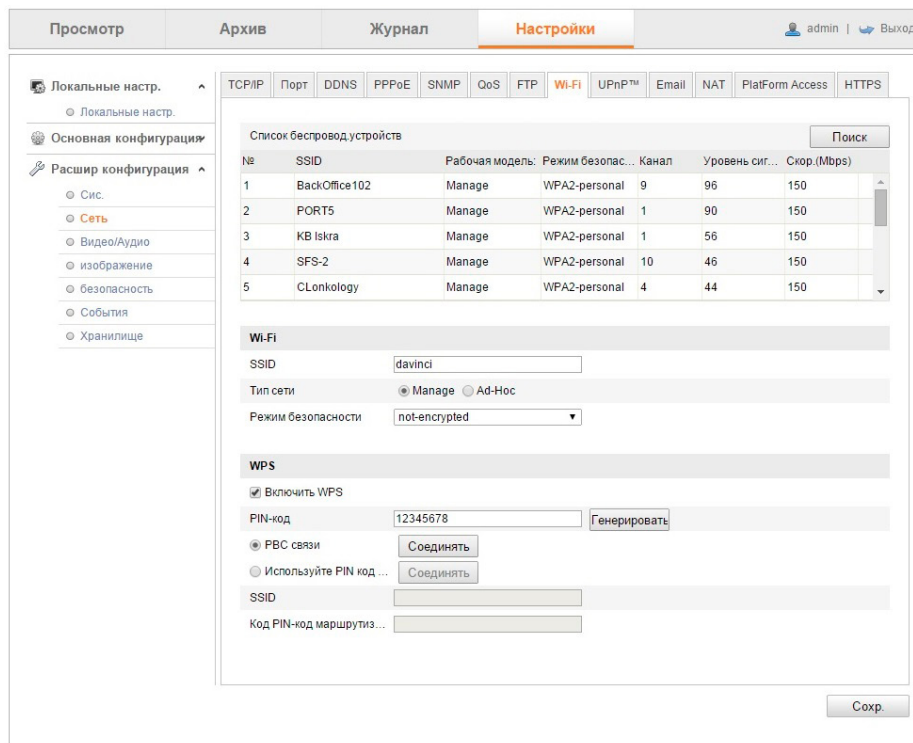 Просмотр Архив Журнал Настройки admin | Выход
Локальные настр.
Локальные настр.
Основная конфигурация
Расшир конфигурация
Сис.
Сеть
Видео/Аудио
изображение
безопасность
События
Хранилище
TCP/IP Порт DDNS PPPoE SNMP QoS FTP Wi-Fi UPnP™ Email NAT PlatForm Access HTTPS
Список беспровод.устройств Поиск
№ SSID Рабочая модель: Режим безопас... Канал Уровень сиг... Скор.(Mbps)
1 BackOffice102 Manage WPA2-personal 9 96 150
2 PORT5 Manage WPA2-personal 1 90 150
3 KB Iskra Manage WPA2-personal 1 56 150
4 SFS-2 Manage WPA2-personal 10 46 150
5 CLonkology Manage WPA2-personal 4 44 150
Wi-Fi
SSID davinci
Тип сети Manage Ad-Hoc
Режим безопасности not-encrypted
WPS
Включить WPS
PIN-код 12345678 Генерировать
PBC связи Соединять
Используйте PIN код ... Соединять
SSID
Код PIN-код маршрутиз...
Сохр.